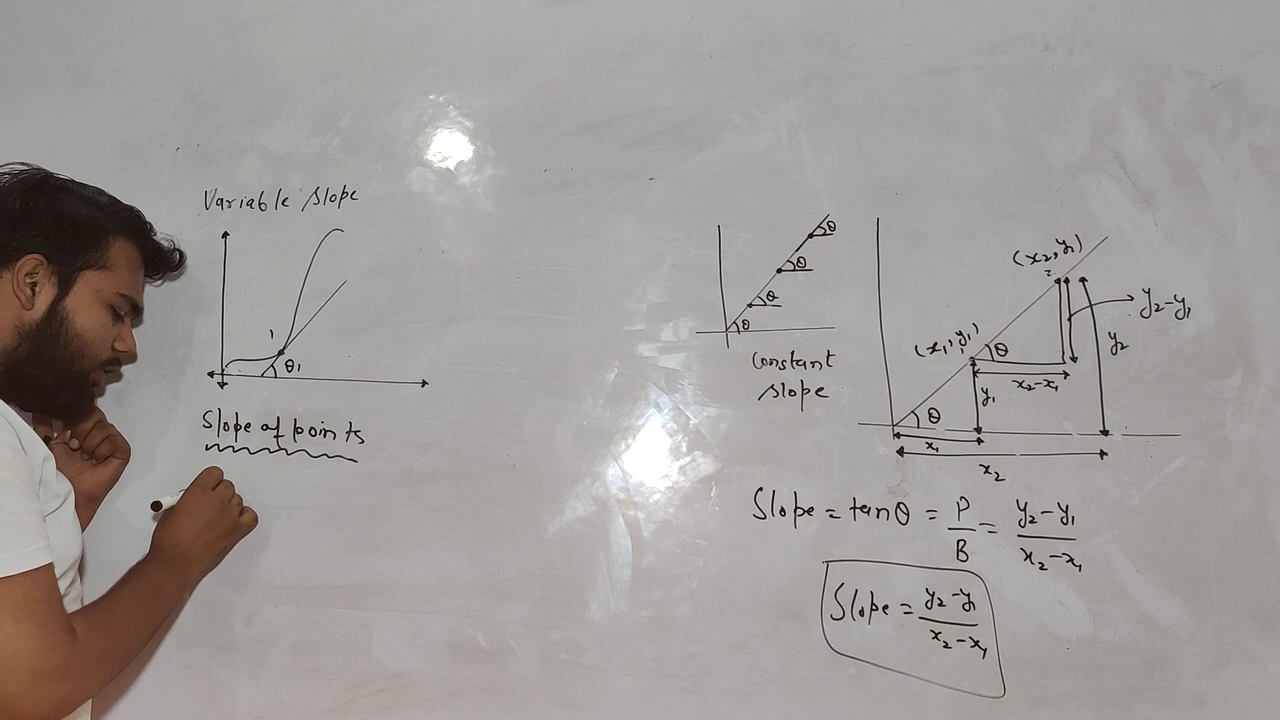 Variable slope
1
θ1
Slope of points
θ
θ
θ
θ
constant
slope
(x2, y2)
y2-y1
y2
(x1, y1)
θ
x2-x1
y1
θ
x1
x2
Slope = tanθ = P/B = y2-y1/x2-x1
Slope = y2-y1/x2-x1